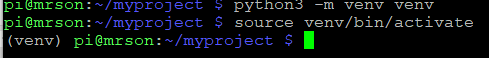 pi@mrson:~/myproject $ python3 -m venv venv
pi@mrson:~/myproject $ source venv/bin/activate
(venv) pi@mrson:~/myproject $